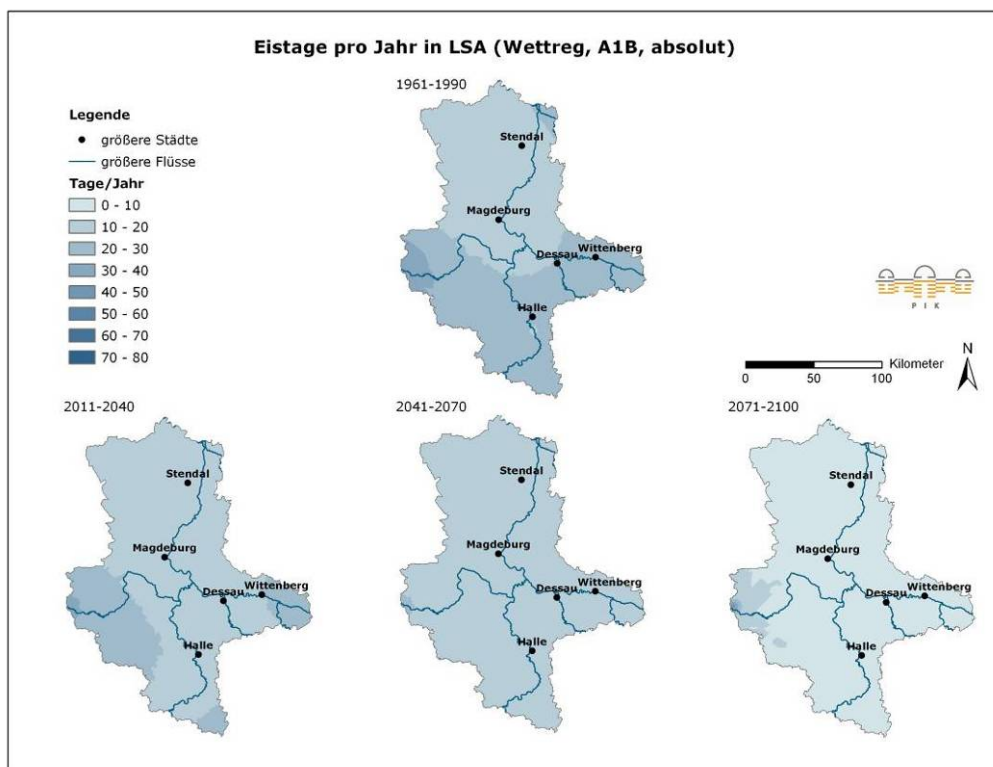 Eistage pro Jahr in LSA (Wettreg, A1B, absolut)
1961-1990
Legende
größere Städte
größere Flüsse
Tage/Jahr
0 - 10
10 - 20
20 - 30
30 - 40
40 - 50
50 - 60
60 - 70
70 - 80
Stendal
Magdeburg
Dessau
Wittenberg
Halle
P I K
Kilometer
0 50 100
N
2011-2040
Stendal
Magdeburg
Dessau
Wittenberg
Halle
2041-2070
Stendal
Magdeburg
Dessau
Wittenberg
Halle
2071-2100
Stendal
Magdeburg
Dessau
Wittenberg
Halle